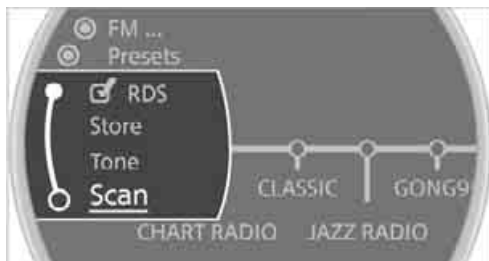 FM ...
Presets
RDS
Store
Tone
Scan
CLASSIC GONG9
CHART RADIO JAZZ RADIO